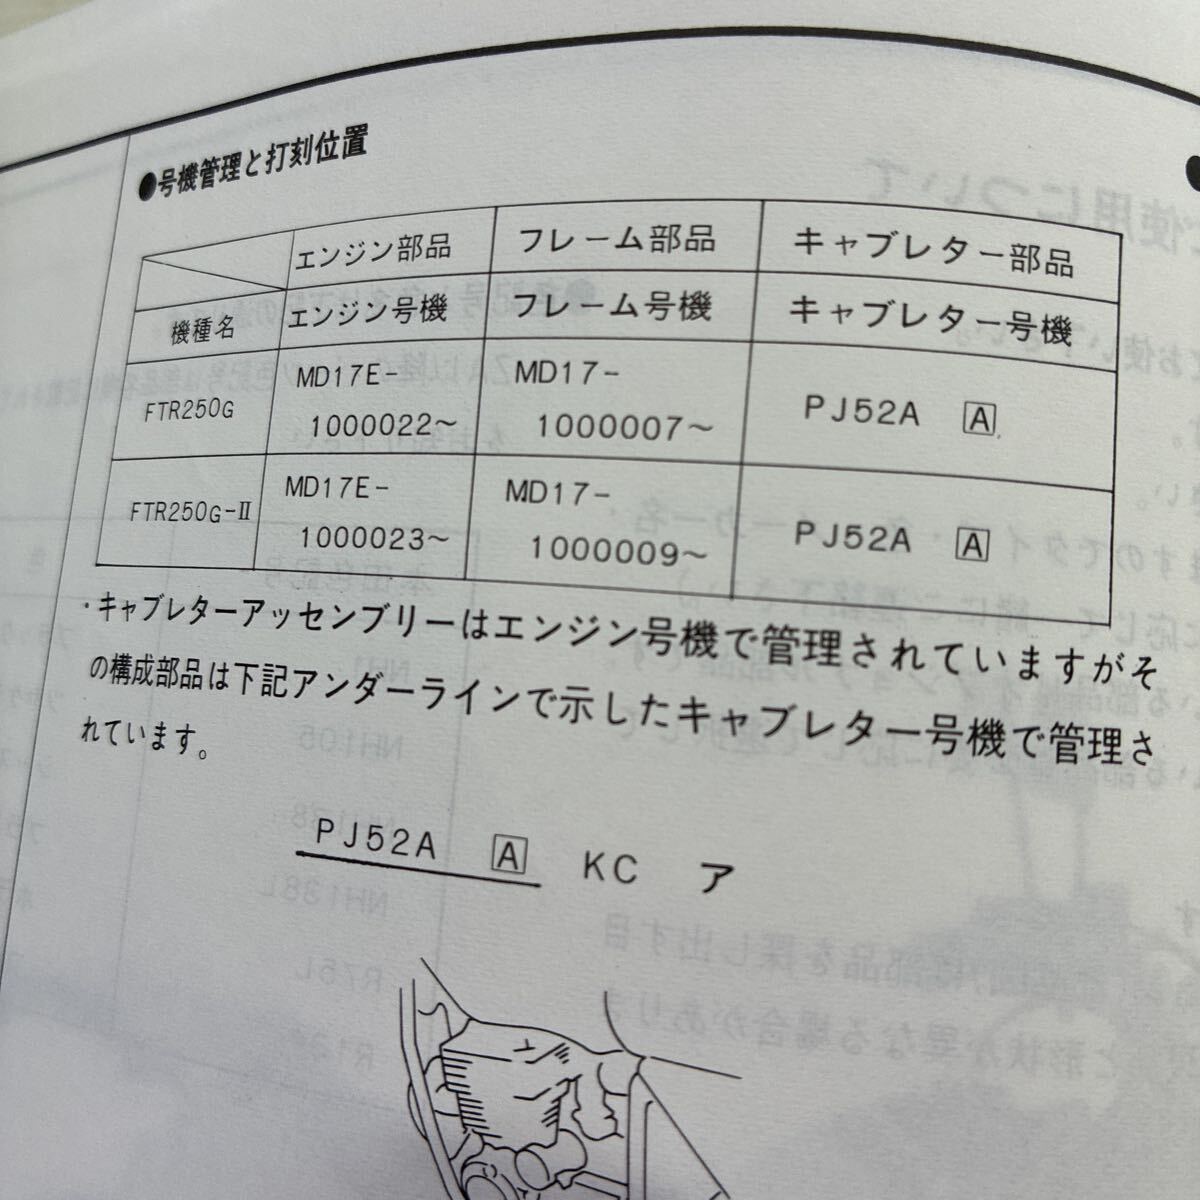 ●号機管理と打刻位置
エンジン部品 フレーム部品 キャブレター部品
機種名 エンジン号機 フレーム号機 キャブレター号機
FTR250G MD17E-1000022～ MD17-1000007～ PJ52A A
FTR250G-II MD17E-1000023～ MD17-1000009～ PJ52A A
・キャブレターアッセンブリーはエンジン号機で管理されていますがそ
の構成部品は下記アンダーラインで示したキャブレター号機で管理さ
れています。
PJ52A A KC ア